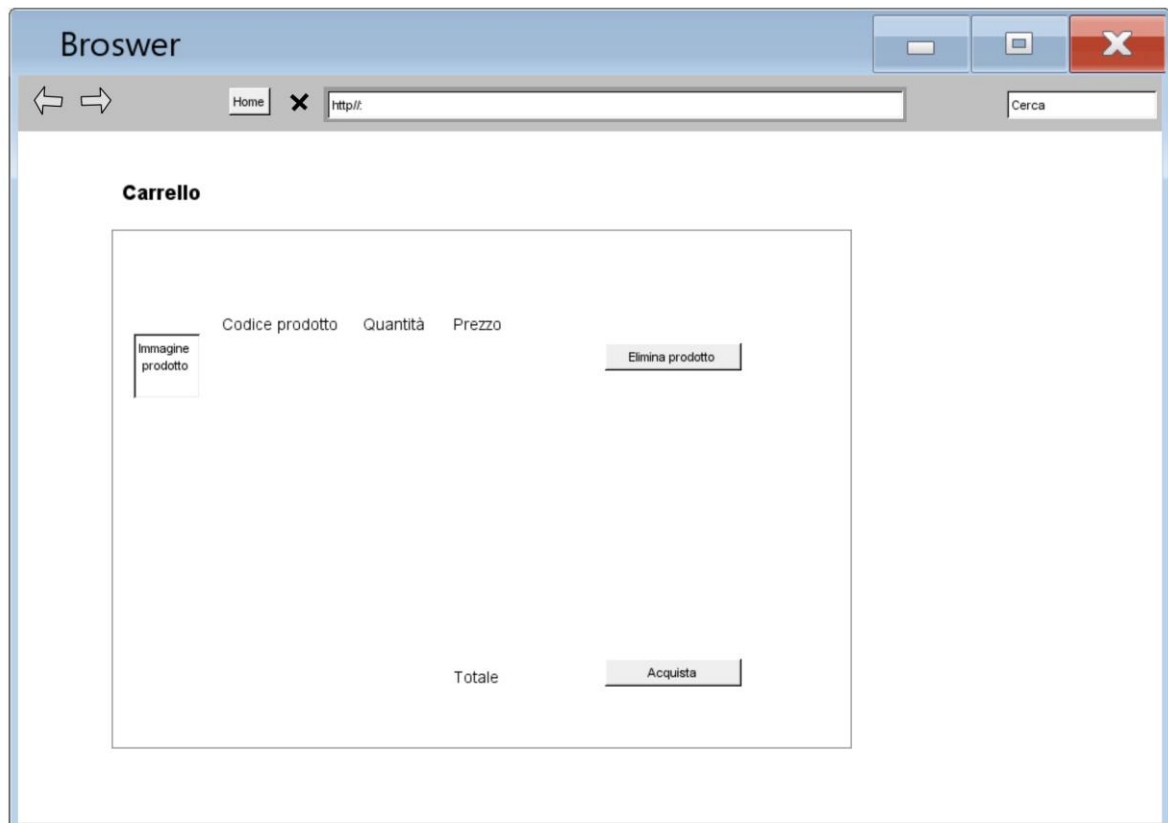 Broswer
Home
http//:
Cerca
Carrello
Codice prodotto Quantità Prezzo
Immagine
prodotto
Elimina prodotto
Totale
Acquista